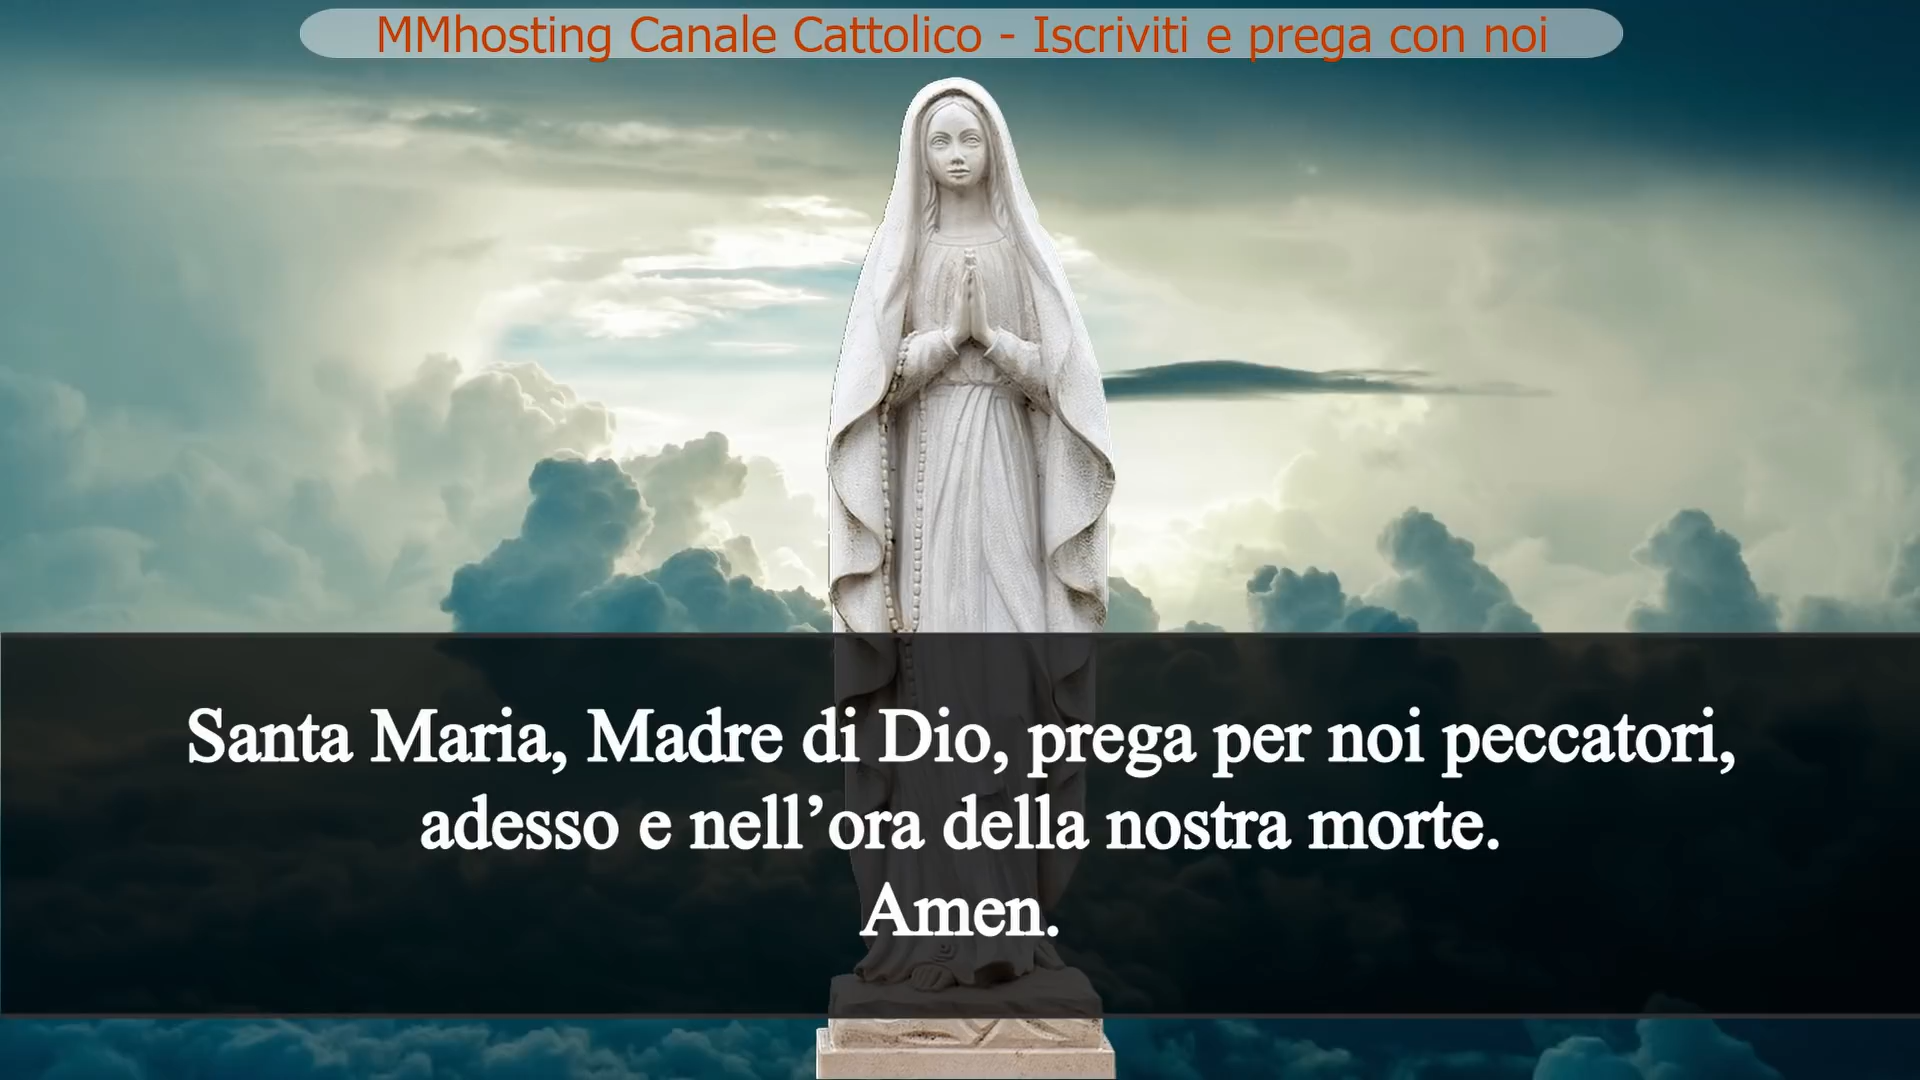 MMhosting Canale Cattolico - Iscriviti e prega con noi
Santa Maria, Madre di Dio, prega per noi peccatori,
adesso e nell’ora della nostra morte.
Amen.